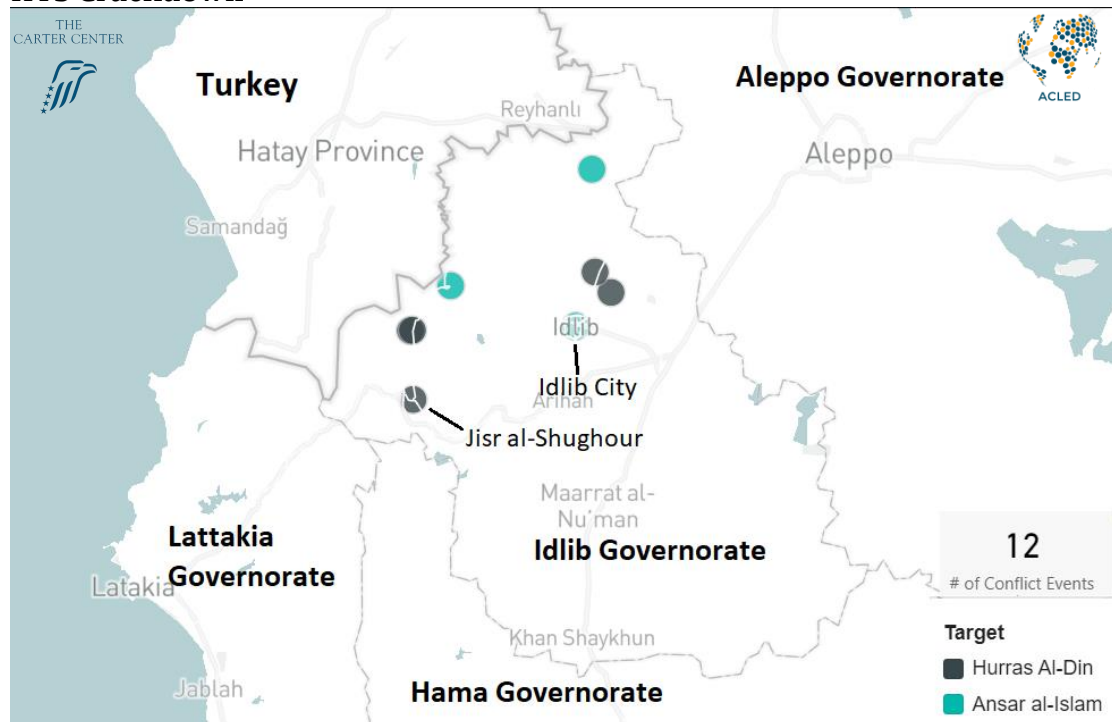 THE
CARTER CENTER
Turkey
Aleppo Governorate
ACLED
Reyhanlı
Hatay Province
Aleppo
Samandağ
Idlib
Idlib City
Jisr al-Shughour
Maarrat al-
Nu'man
Lattakia
Governorate
Idlib Governorate
Latakia
12
# of Conflict Events
Khan Shaykhun
Target
Hurras Al-Din
Ansar al-Islam
Jablah
Hama Governorate